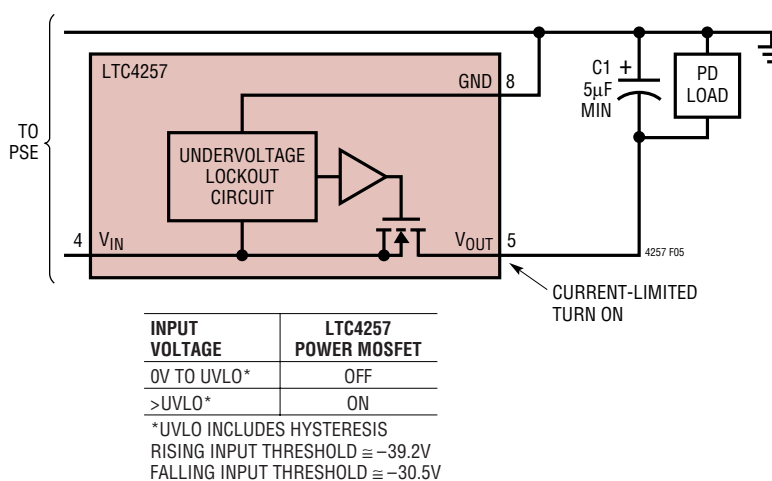 LTC4257
GND 8
C1 +
5µF
MIN
PD
LOAD
TO
PSE
UNDERVOLTAGE
LOCKOUT
CIRCUIT
4 VIN
VOUT 5
4257 F05
CURRENT-LIMITED
TURN ON
INPUT VOLTAGE LTC4257 POWER MOSFET
0V TO UVLO* OFF
>UVLO* ON
*UVLO INCLUDES HYSTERESIS
RISING INPUT THRESHOLD ≅ –39.2V
FALLING INPUT THRESHOLD ≅ –30.5V